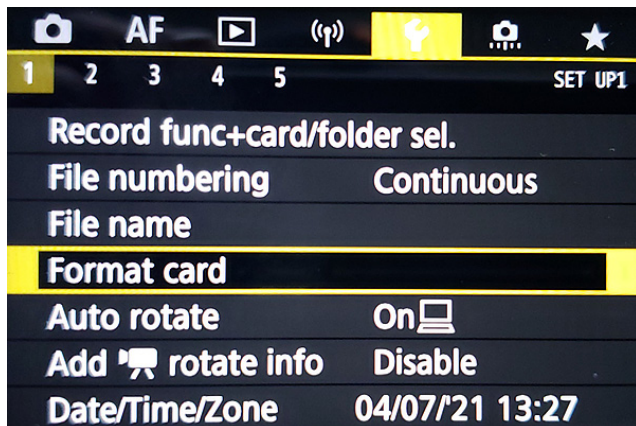 AF
1 2 3 4 5 SET UP1
Record func+card/folder sel.
File numbering Continuous
File name
Format card
Auto rotate On
Add rotate info Disable
Date/Time/Zone 04/07/'21 13:27